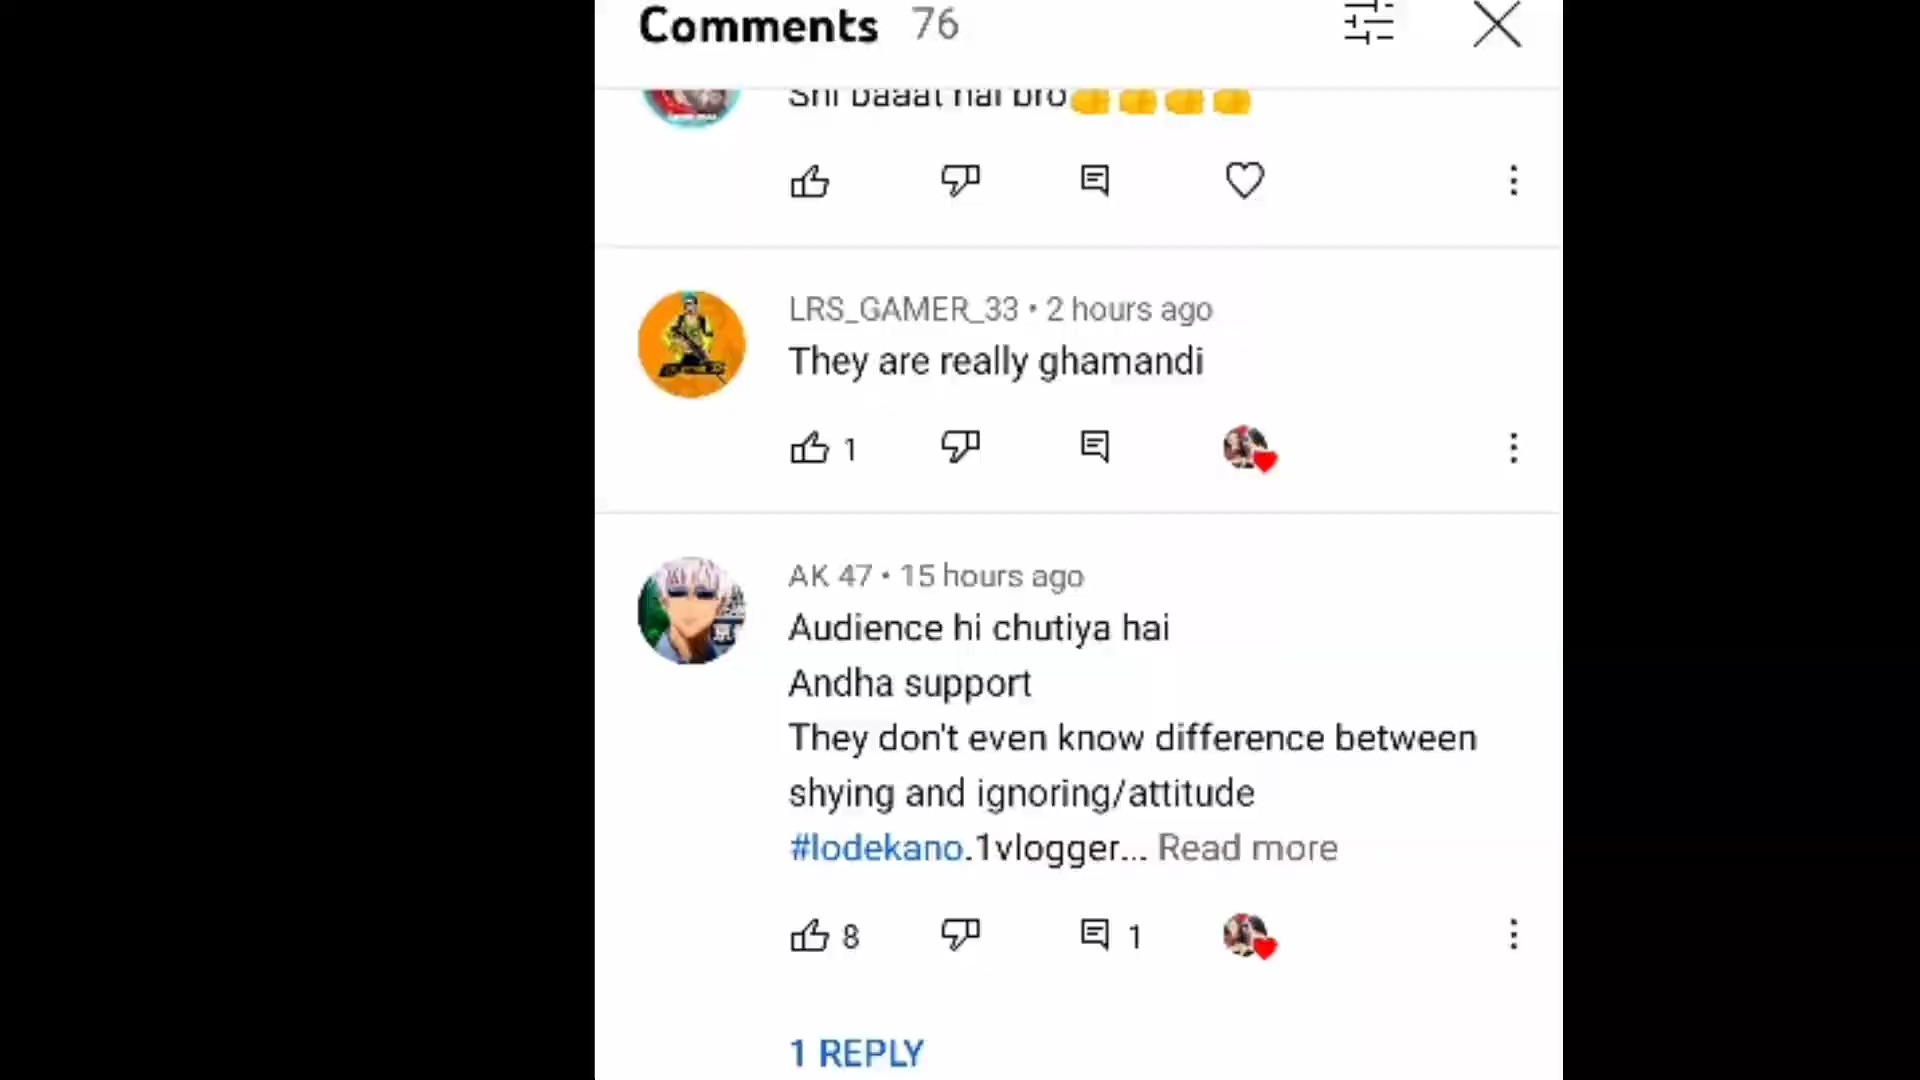 Comments 76
Shi baaat hai bro
LRS_GAMER_33 • 2 hours ago
They are really ghamandi
1
AK 47 • 15 hours ago
Audience hi chutiya hai
Andha support
They don't even know difference between
shying and ignoring/attitude
#lodekano.1vlogger... Read more
8 1
1 REPLY